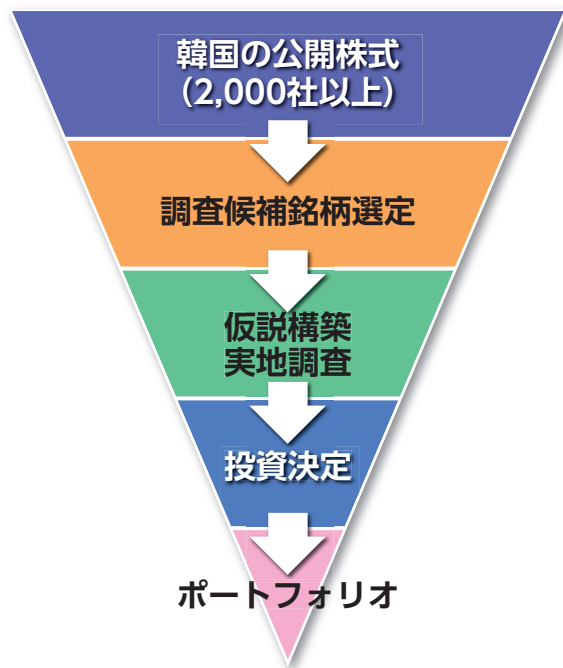 韓国の公開株式
(2,000社以上)
調査候補銘柄選定
仮説構築
実地調査
投資決定
ポートフォリオ